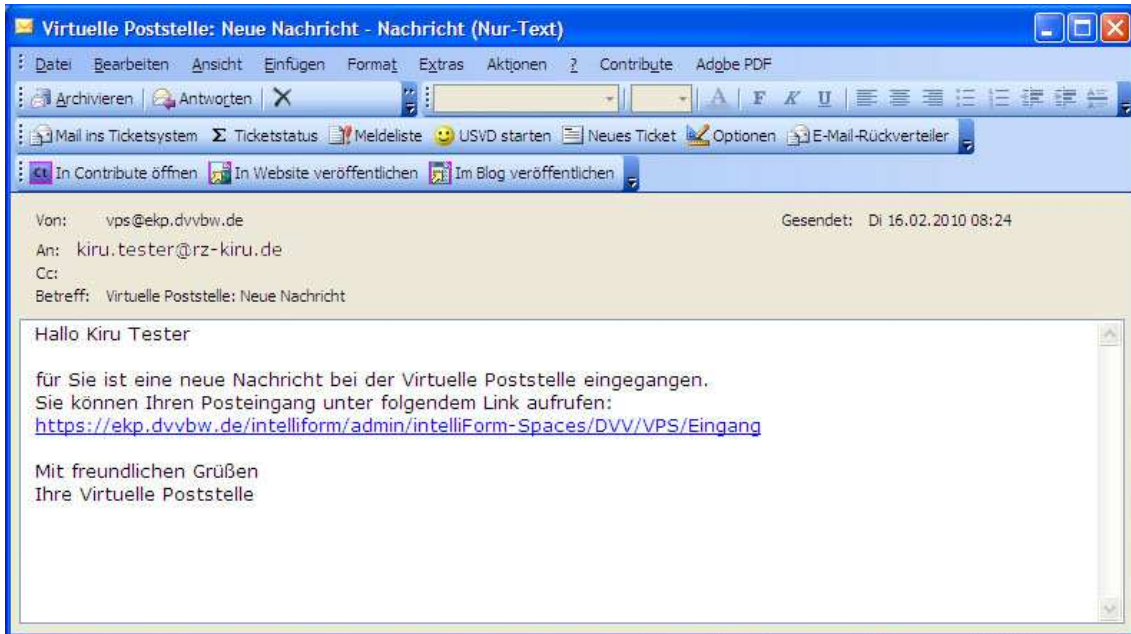 Virtuelle Poststelle: Neue Nachricht - Nachricht (Nur-Text)
Datei Bearbeiten Ansicht Einfügen Format Extras Aktionen ? Contribute Adobe PDF
Archivieren Antworten A F K U
Mail ins Ticketsystem Σ Ticketstatus Meldeliste USVD starten Neues Ticket Optionen E-Mail-Rückverteiler
Ct In Contribute öffnen In Website veröffentlichen Im Blog veröffentlichen
Von: vps@ekp.dvvbw.de Gesendet: Di 16.02.2010 08:24
An: kiru.tester@rz-kiru.de
Cc:
Betreff: Virtuelle Poststelle: Neue Nachricht
Hallo Kiru Tester
für Sie ist eine neue Nachricht bei der Virtuelle Poststelle eingegangen.
Sie können Ihren Posteingang unter folgendem Link aufrufen:
https://ekp.dvvbw.de/intelliform/admin/intelliForm-Spaces/DVV/VPS/Eingang
Mit freundlichen Grüßen
Ihre Virtuelle Poststelle